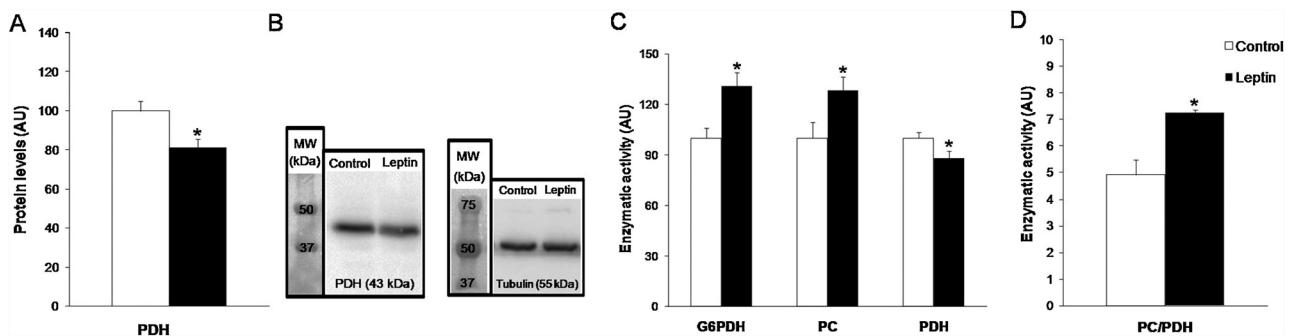 A
Protein levels (AU)
140
120
100
80
60
40
20
0
*
PDH
B
MW
(kDa)
50
37
Control Leptin
PDH (43 kDa)
MW
(kDa)
75
50
37
Control Leptin
Tubulin (55 kDa)
C
Enzymatic activity (AU)
150
120
90
60
30
0
*
*
*
G6PDH PC PDH
D
Enzymatic activity (AU)
10
9
8
7
6
5
4
3
2
1
0
*
PC/PDH
Control
Leptin